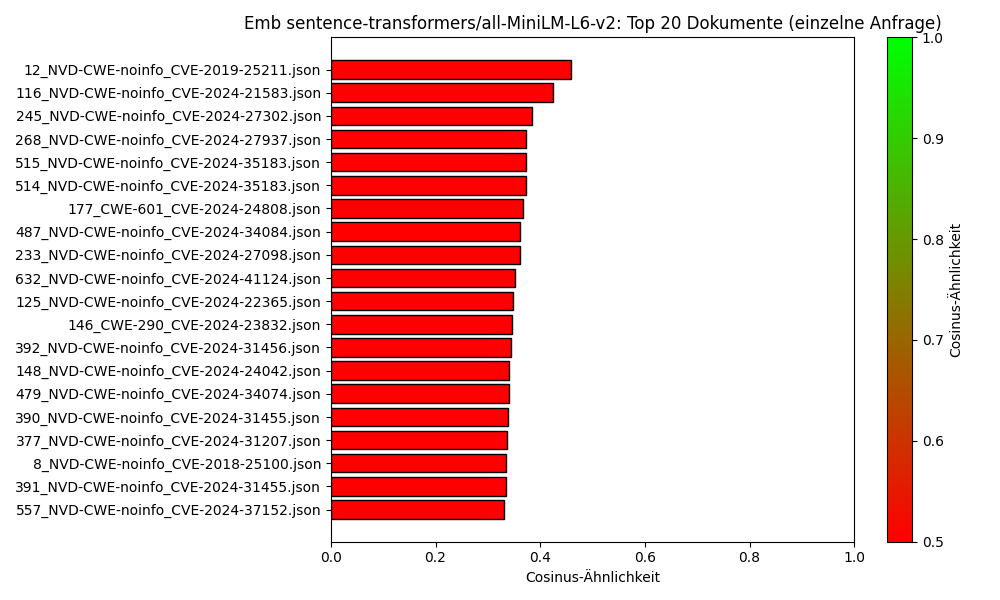 Emb sentence-transformers/all-MiniLM-L6-v2: Top 20 Dokumente (einzelne Anfrage)
12_NVD-CWE-noinfo_CVE-2019-25211.json
116_NVD-CWE-noinfo_CVE-2024-21583.json
245_NVD-CWE-noinfo_CVE-2024-27302.json
268_NVD-CWE-noinfo_CVE-2024-27937.json
515_NVD-CWE-noinfo_CVE-2024-35183.json
514_NVD-CWE-noinfo_CVE-2024-35183.json
177_CWE-601_CVE-2024-24808.json
487_NVD-CWE-noinfo_CVE-2024-34084.json
233_NVD-CWE-noinfo_CVE-2024-27098.json
632_NVD-CWE-noinfo_CVE-2024-41124.json
125_NVD-CWE-noinfo_CVE-2024-22365.json
146_CWE-290_CVE-2024-23832.json
392_NVD-CWE-noinfo_CVE-2024-31456.json
148_NVD-CWE-noinfo_CVE-2024-24042.json
479_NVD-CWE-noinfo_CVE-2024-34074.json
390_NVD-CWE-noinfo_CVE-2024-31455.json
377_NVD-CWE-noinfo_CVE-2024-31207.json
8_NVD-CWE-noinfo_CVE-2018-25100.json
391_NVD-CWE-noinfo_CVE-2024-31455.json
557_NVD-CWE-noinfo_CVE-2024-37152.json
0.0 0.2 0.4 0.6 0.8 1.0
Cosinus-Ähnlichkeit
1.0
0.9
0.8
0.7
0.6
0.5
Cosinus-Ähnlichkeit